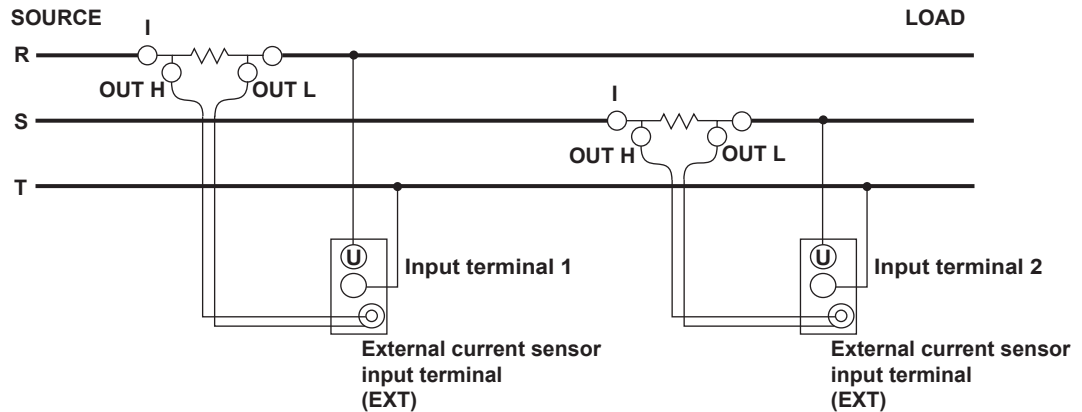 SOURCE
LOAD
I
R
OUT H
OUT L
I
S
OUT H
OUT L
T
U
Input terminal 1
U
Input terminal 2
External current sensor
input terminal
(EXT)
External current sensor
input terminal
(EXT)